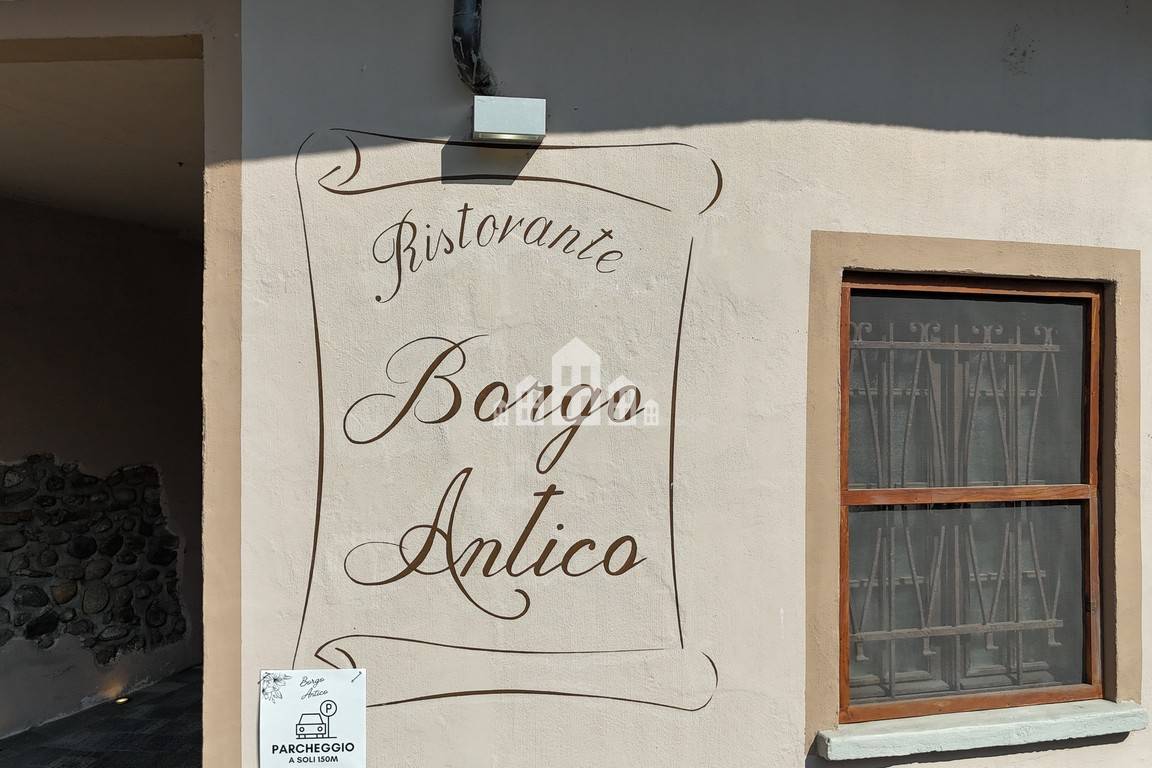 Ristorante
Borgo
Antico
Borgo
Antico
P
PARCHEGGIO
A SOLI 150M